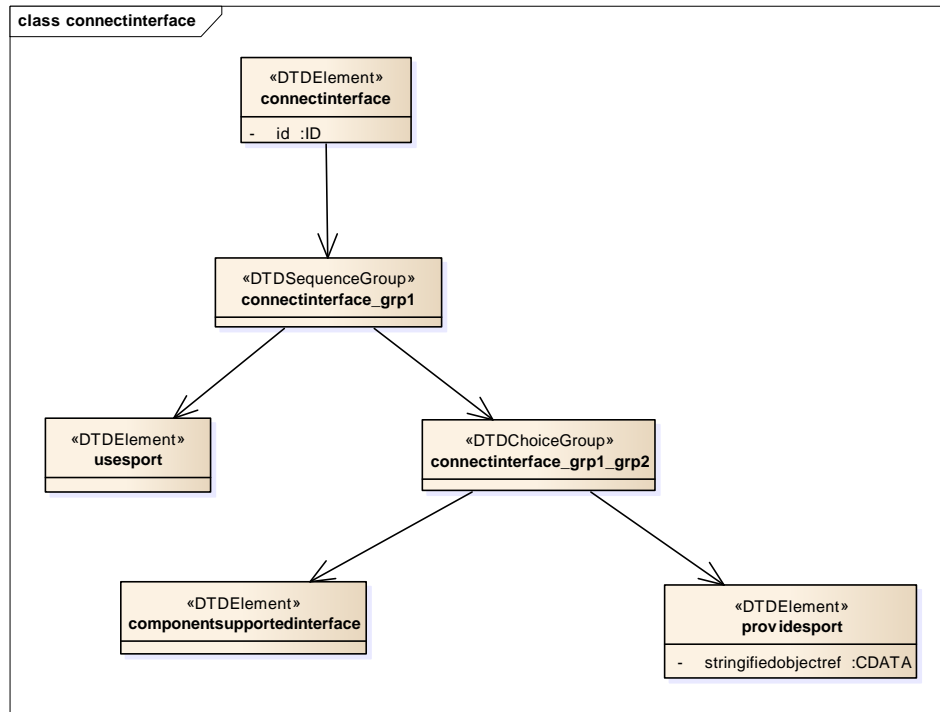 class connectinterface
«DTDElement»
connectinterface
- id :ID
«DTDSequenceGroup»
connectinterface_grp1
«DTDElement»
usesport
«DTDChoiceGroup»
connectinterface_grp1_grp2
«DTDElement»
componentsupportedinterface
«DTDElement»
providesport
- stringifiedobjectref :CDATA